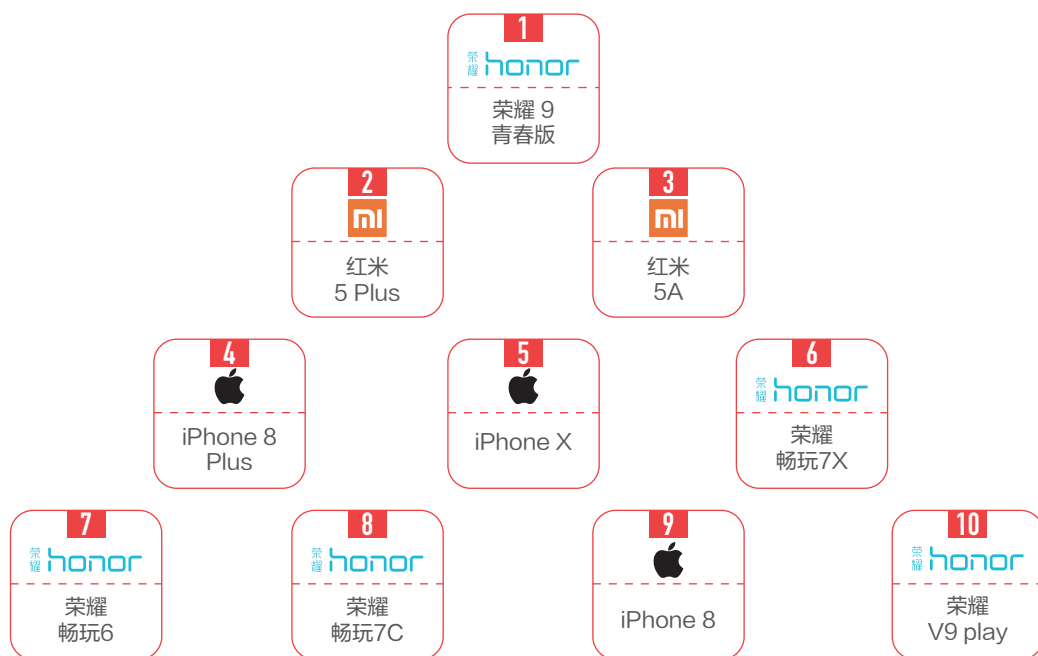 1
荣耀 honor
荣耀 9
青春版
2
mi
红米
5 Plus
3
mi
红米
5A
4
iPhone 8
Plus
5
iPhone X
6
荣耀 honor
荣耀
畅玩7X
7
荣耀 honor
荣耀
畅玩6
8
荣耀 honor
荣耀
畅玩7C
9
iPhone 8
10
荣耀 honor
荣耀
V9 play